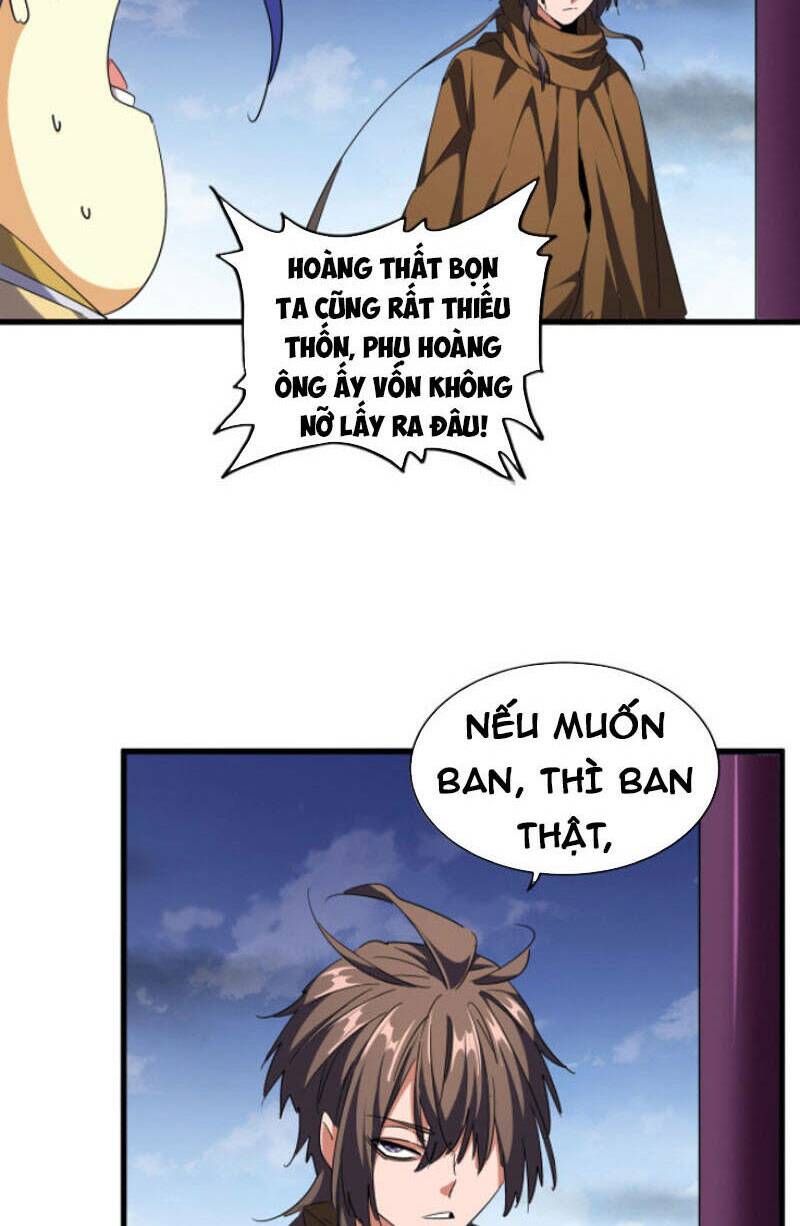 HOÀNG THẤT BỌN
TA CŨNG RẤT THIẾU
THỐN, PHỤ HOÀNG
ÔNG ẤY VỐN KHÔNG
NỠ LẤY RA ĐÂU!
NẾU MUỐN
BAN, THÌ BAN
THẬT,